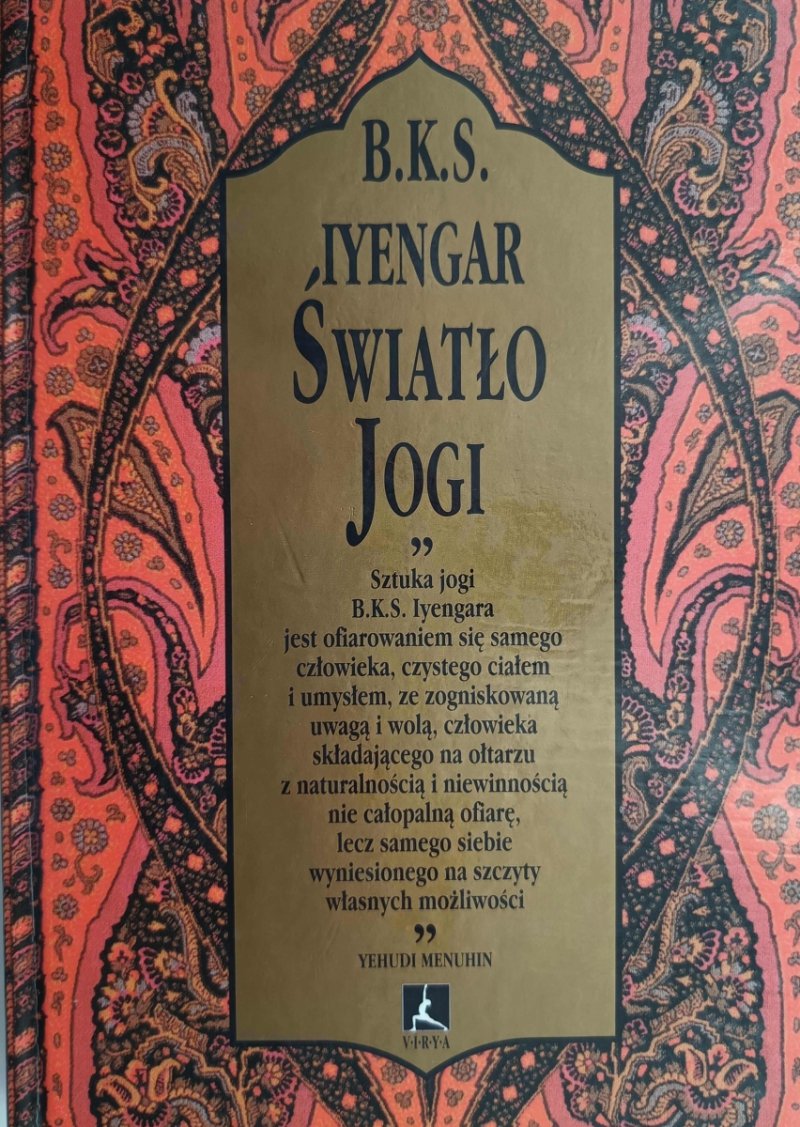 B.K.S.
IYENGAR
ŚWIATŁO
JOGI
”
Sztuka jogi
B.K.S. Iyengara
jest ofiarowaniem się samego
człowieka, czystego ciałem
i umysłem, ze zogniskowaną
uwagą i wolą, człowieka
składającego na ołtarzu
z naturalnością i niewinnością
nie całopalną ofiarę,
lecz samego siebie
wyniesionego na szczyty
własnych możliwości
”
YEHUDI MENUHIN
V·I·R·Y·A